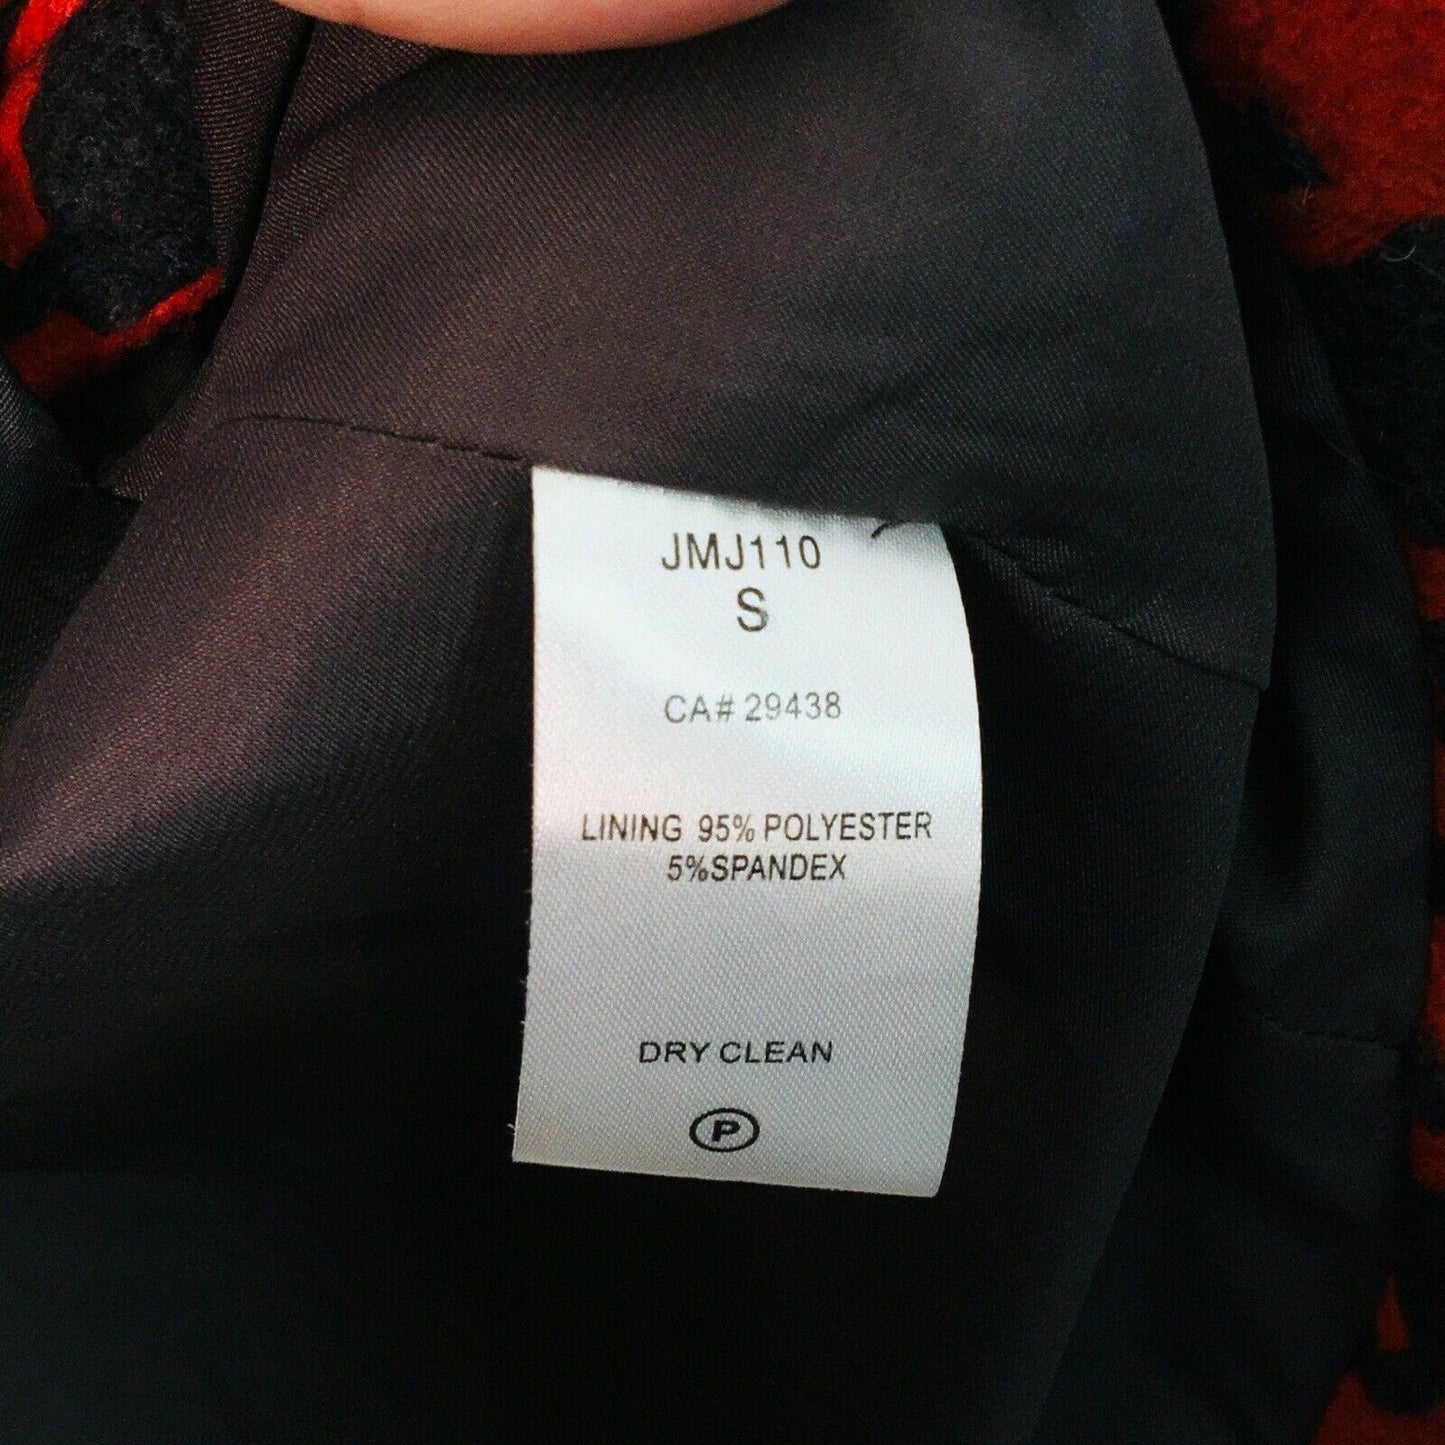 JMJ110
S
CA# 29438
LINING 95% POLYESTER
5%SPANDEX
DRY CLEAN
P